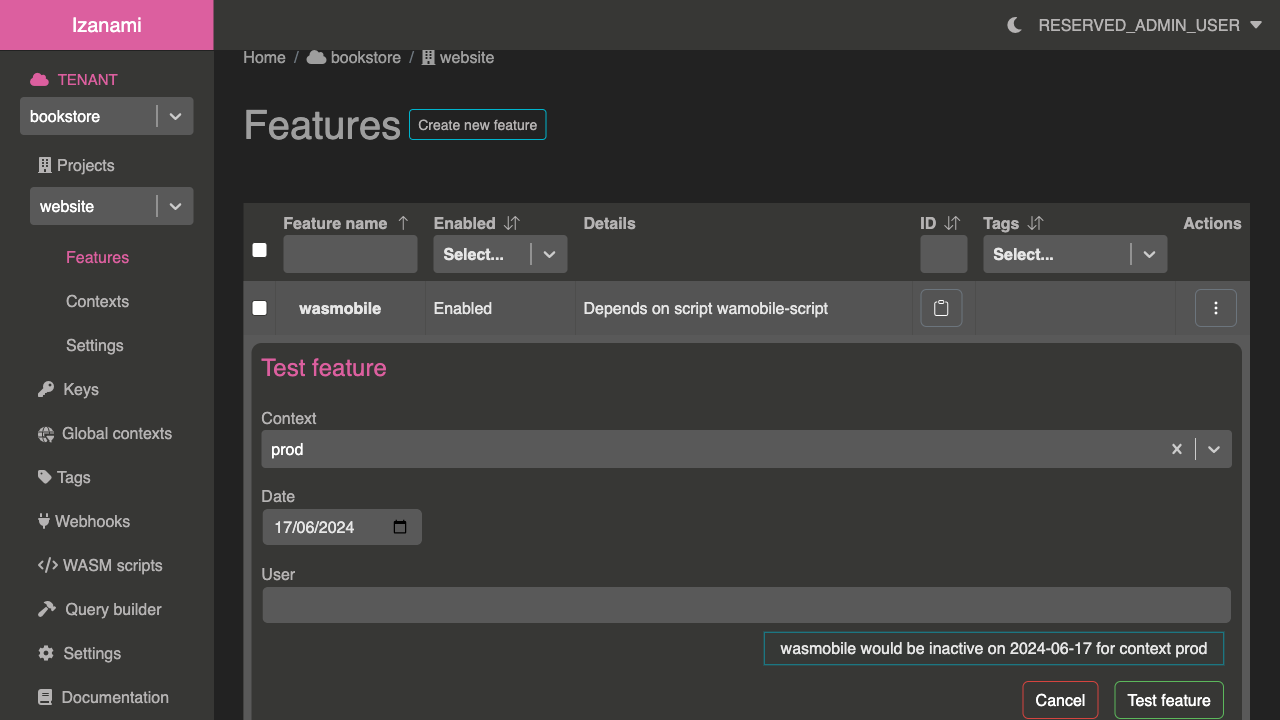 Izanami
RESERVED_ADMIN_USER
Home / bookstore / website
TENANT
bookstore
Projects
website
Features
Contexts
Settings
Keys
Global contexts
Tags
Webhooks
WASM scripts
Query builder
Settings
Documentation
Features Create new feature
Feature name Enabled Details ID Tags Actions
Select... Select...
wasmobile Enabled Depends on script wamobile-script
Test feature
Context
prod
Date
17/06/2024
User
wasmobile would be inactive on 2024-06-17 for context prod
Cancel Test feature